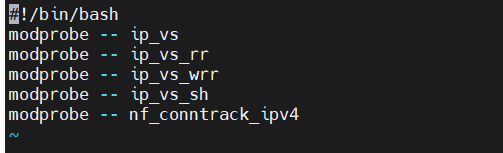 #!/bin/bash
modprobe -- ip_vs
modprobe -- ip_vs_rr
modprobe -- ip_vs_wrr
modprobe -- ip_vs_sh
modprobe -- nf_conntrack_ipv4
~